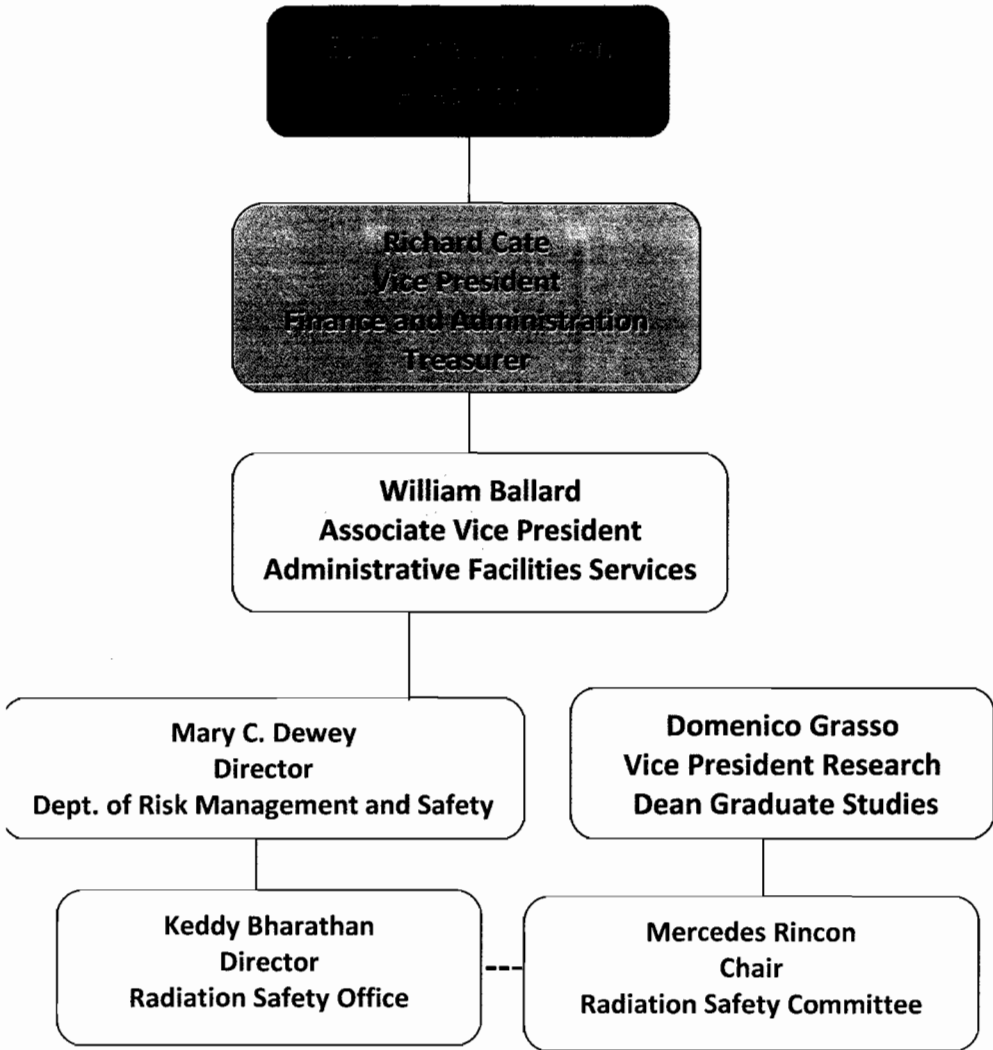 Richard Cate
Vice President
Finance and Administration
Treasurer
William Ballard
Associate Vice President
Administrative Facilities Services
Mary C. Dewey
Director
Dept. of Risk Management and Safety
Domenico Grasso
Vice President Research
Dean Graduate Studies
Keddy Bharathan
Director
Radiation Safety Office
Mercedes Rincon
Chair
Radiation Safety Committee